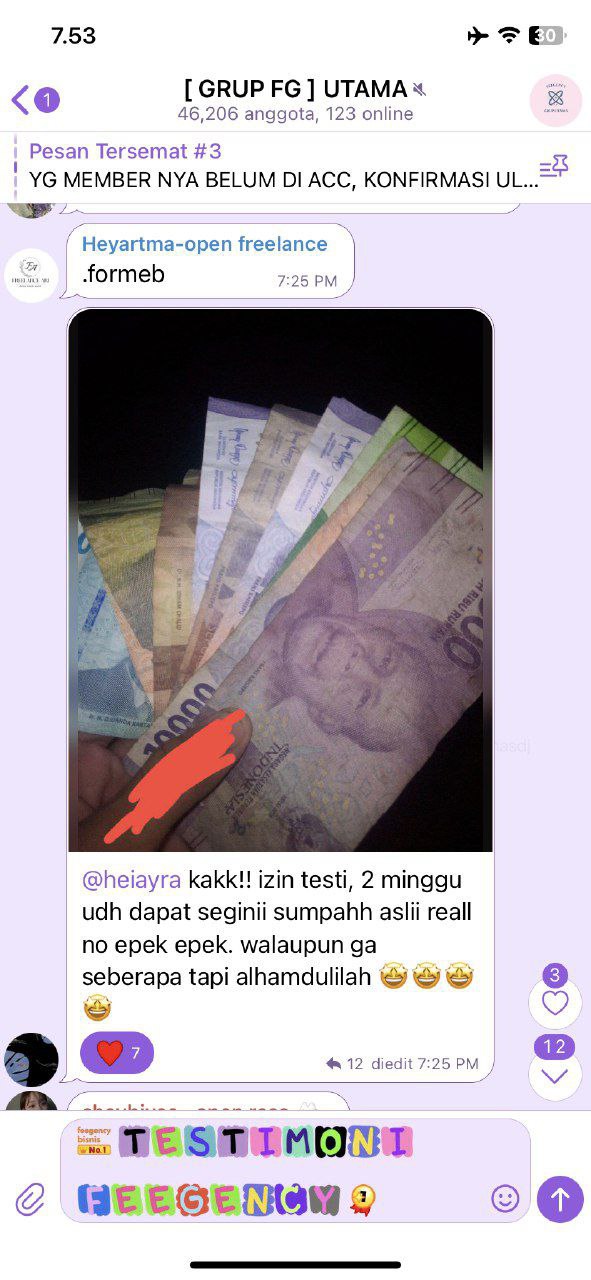 7.53
30
1
[ GRUP FG ] UTAMA
46,206 anggota, 123 online
Pesan Tersemat #3
YG MEMBER NYA BELUM DI ACC, KONFIRMASI UL...
Heyartma-open freelance
.formeb
7:25 PM
10000
INDONESIA
@heiayra kakk!! izin testi, 2 minggu
udh dapat seginii sumpahh aslii reall
no epek epek. walaupun ga
seberapa tapi alhamdulilah 🤩🤩🤩
🤩
❤️ 7
12 diedit 7:25 PM
3
12
feegency
bisnis
No.1
TESTIMONI
FEEGENCY